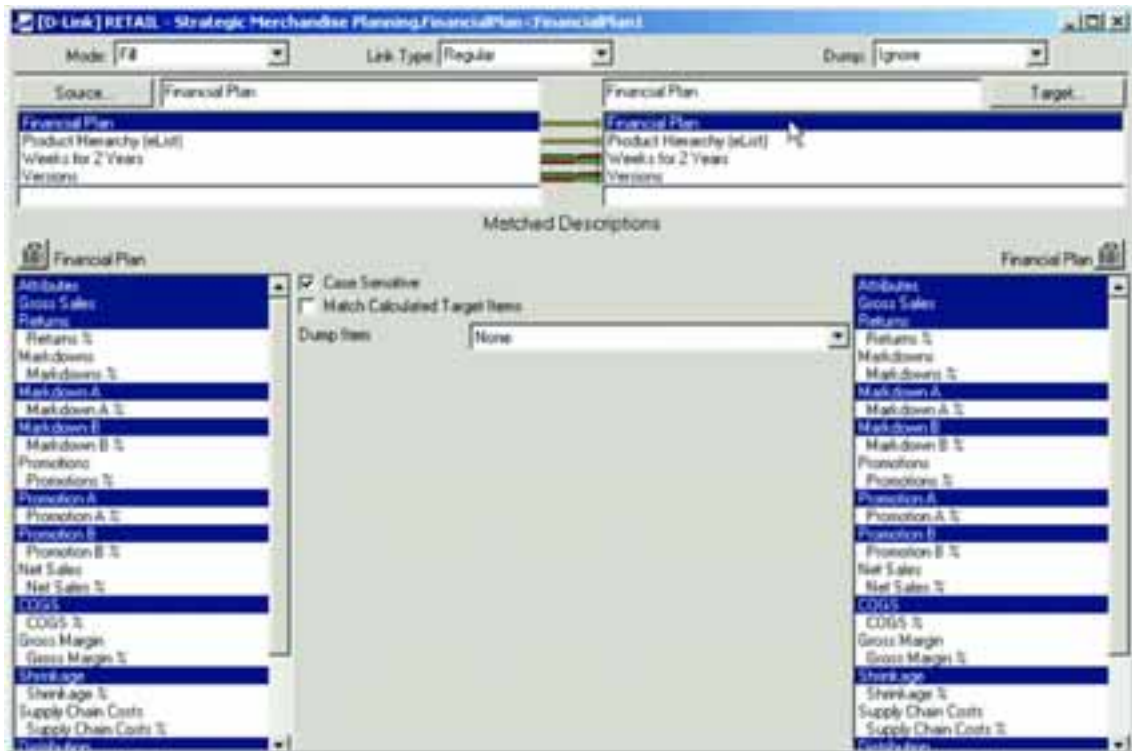 [D-Link] RETAIL - Strategic Merchandise Planning.FinancialPlan<FinancialPlan1
Mode: Fill Link Type: Regular Dump: Ignore
Source... Financial Plan Financial Plan Target...
Financial Plan Financial Plan
Product Hierarchy (eList) Product Hierarchy (eList)
Weeks for 2 Years Weeks for 2 Years
Versions Versions
Matched Descriptions
Financial Plan Financial Plan
Attributes Case Sensitive Attributes
Gross Sales Match Calculated Target Items Gross Sales
Returns Returns
Returns % Dump Item None Returns %
Markdowns Markdowns
Markdowns % Markdowns %
Markdown A Markdown A
Markdown A % Markdown A %
Markdown B Markdown B
Markdown B % Markdown B %
Promotions Promotions
Promotions % Promotions %
Promotion A Promotion A
Promotion A % Promotion A %
Promotion B Promotion B
Promotion B % Promotion B %
Net Sales Net Sales
Net Sales % Net Sales %
COGS COGS
COGS % COGS %
Gross Margin Gross Margin
Gross Margin % Gross Margin %
Shrinkage Shrinkage
Shrinkage % Shrinkage %
Supply Chain Costs Supply Chain Costs
Supply Chain Costs % Supply Chain Costs %
Distribution Distribution